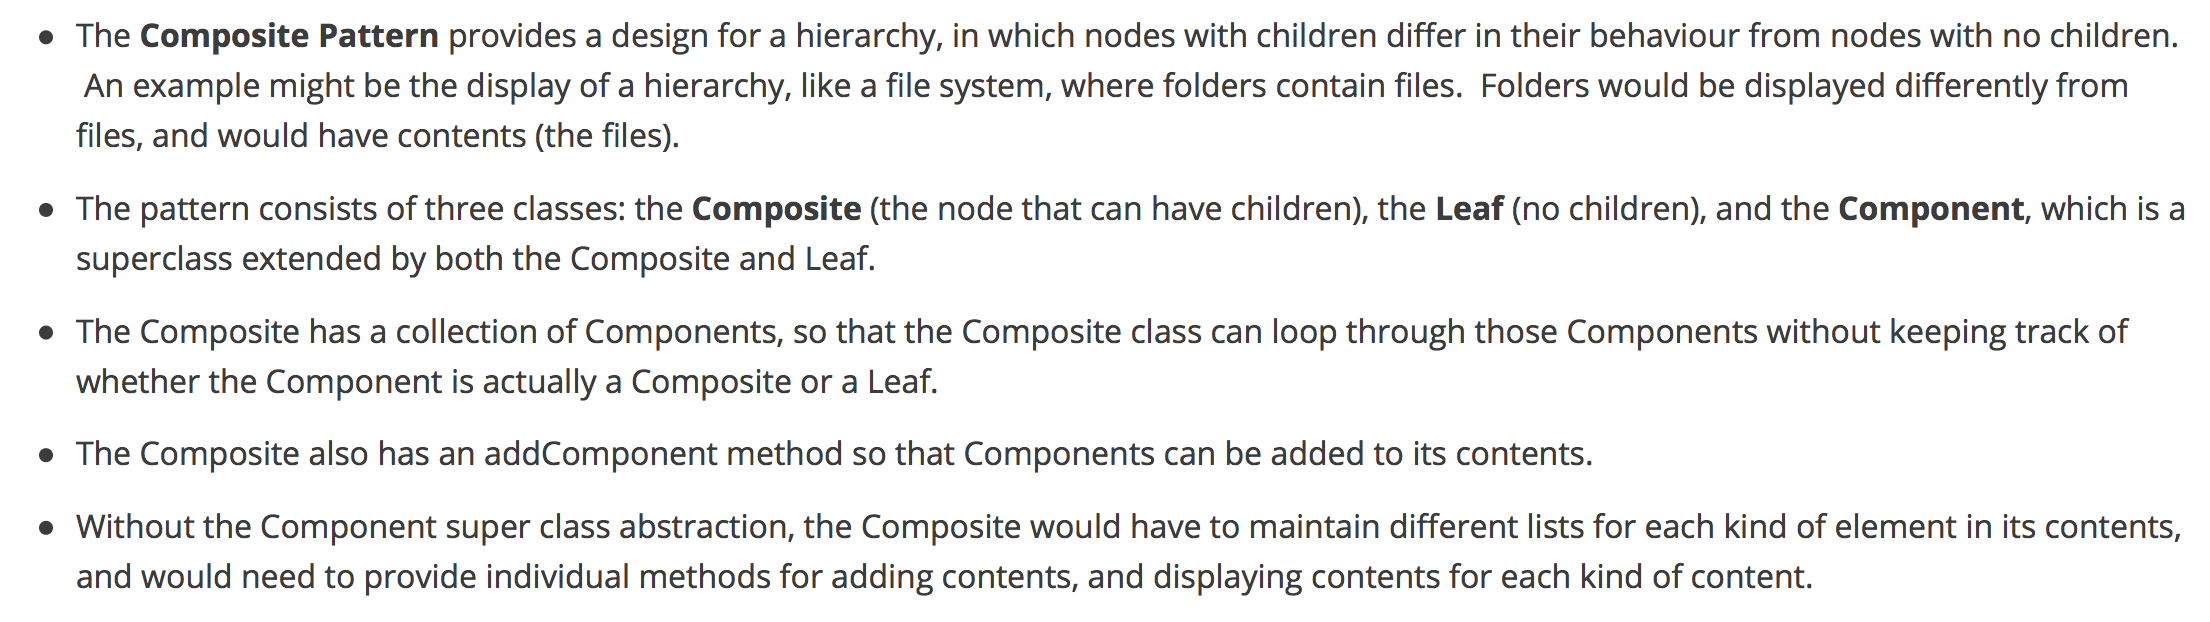 The Composite Pattern provides a design for a hierarchy, in which nodes with children differ in their behaviour from nodes with no children.
An example might be the display of a hierarchy, like a file system, where folders contain files.  Folders would be displayed differently from
files, and would have contents (the files).
The pattern consists of three classes: the Composite (the node that can have children), the Leaf (no children), and the Component, which is a
superclass extended by both the Composite and Leaf.
The Composite has a collection of Components, so that the Composite class can loop through those Components without keeping track of
whether the Component is actually a Composite or a Leaf.
The Composite also has an addComponent method so that Components can be added to its contents.
Without the Component super class abstraction, the Composite would have to maintain different lists for each kind of element in its contents,
and would need to provide individual methods for adding contents, and displaying contents for each kind of content.